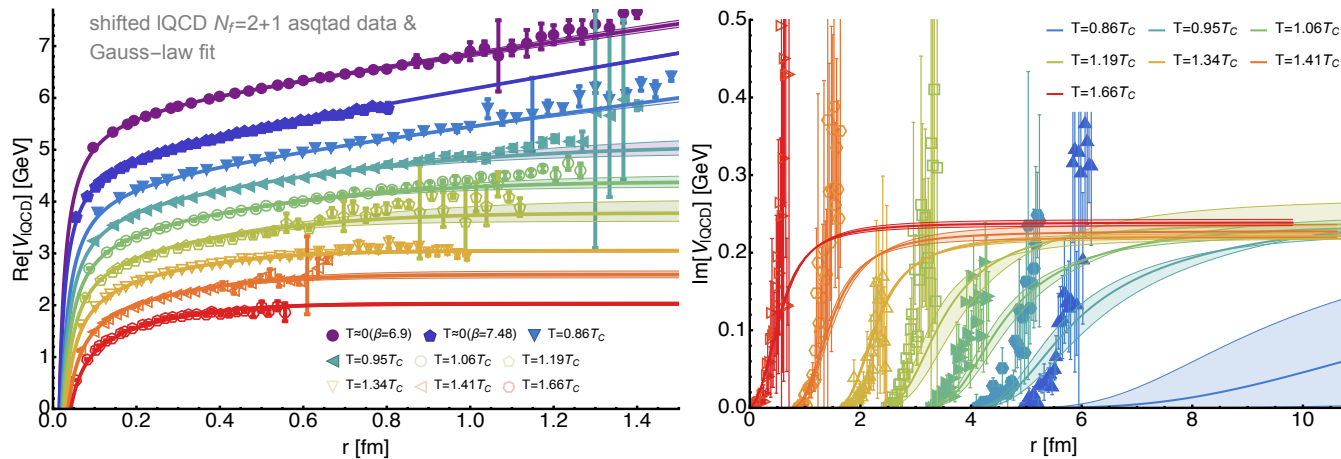 shifted lQCD N_f=2+1 asqtad data &
Gauss-law fit
Re[V_lQCD] [GeV]
7
6
5
4
3
2
1
0
T≈0(β=6.9) T≈0(β=7.48) T=0.86T_C
T=0.95T_C T=1.06T_C T=1.19T_C
T=1.34T_C T=1.41T_C T=1.66T_C
0.0 0.2 0.4 0.6 0.8 1.0 1.2 1.4
r [fm]
Im[V_lQCD] [GeV]
0.5
0.4
0.3
0.2
0.1
0.0
T=0.86T_C T=0.95T_C T=1.06T_C
T=1.19T_C T=1.34T_C T=1.41T_C
T=1.66T_C
0 2 4 6 8 10
r [fm]